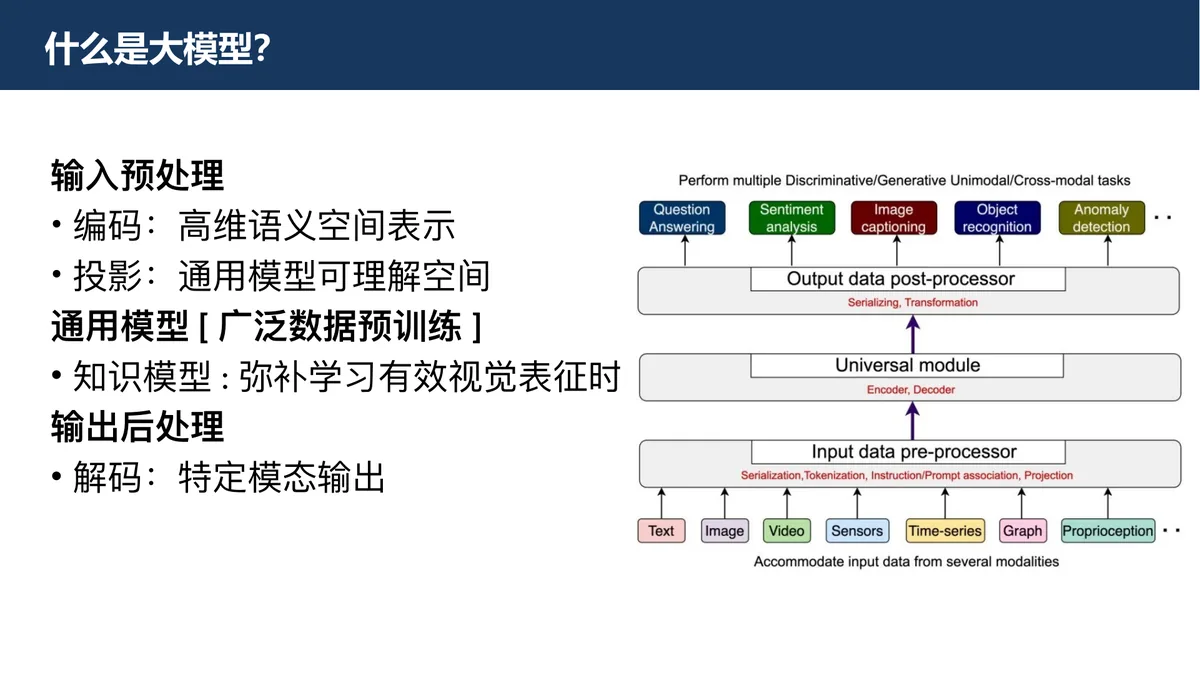 什么是大模型？
输入预处理
• 编码：高维语义空间表示
• 投影：通用模型可理解空间
通用模型 [ 广泛数据预训练 ]
• 知识模型 : 弥补学习有效视觉表征时
输出后处理
• 解码：特定模态输出
Perform multiple Discriminative/Generative Unimodal/Cross-modal tasks
Question Answering
Sentiment analysis
Image captioning
Object recognition
Anomaly detection
Output data post-processor
Serializing, Transformation
Universal module
Encoder, Decoder
Input data pre-processor
Serialization,Tokenization, Instruction/Prompt association, Projection
Text
Image
Video
Sensors
Time-series
Graph
Proprioception
Accommodate input data from several modalities